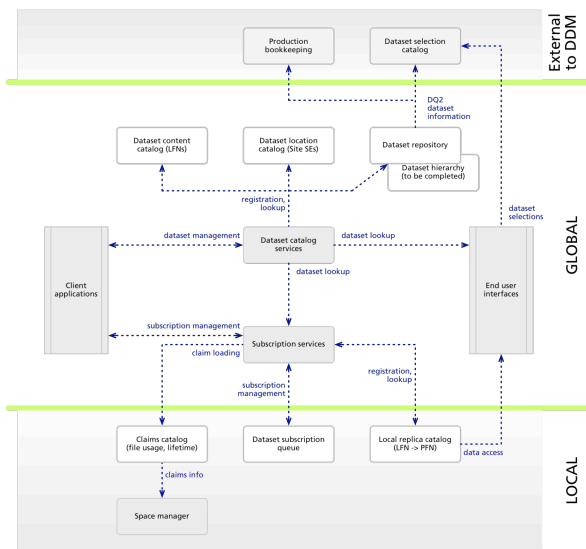 External
to DDM
Production
bookkeeping
Dataset selection
catalog
DQ2
dataset
information
Dataset content
catalog (LFNs)
Dataset location
catalog (Site SEs)
Dataset repository
Dataset hierarchy
(to be completed)
registration,
lookup
dataset
selections
GLOBAL
dataset management
Dataset catalog
services
dataset lookup
dataset lookup
Client
applications
End user
interfaces
subscription management
Subscription services
claim loading
subscription
management
registration,
lookup
Claims catalog
(file usage, lifetime)
Dataset subscription
queue
Local replica catalog
(LFN -> PFN)
data access
LOCAL
claims info
Space manager